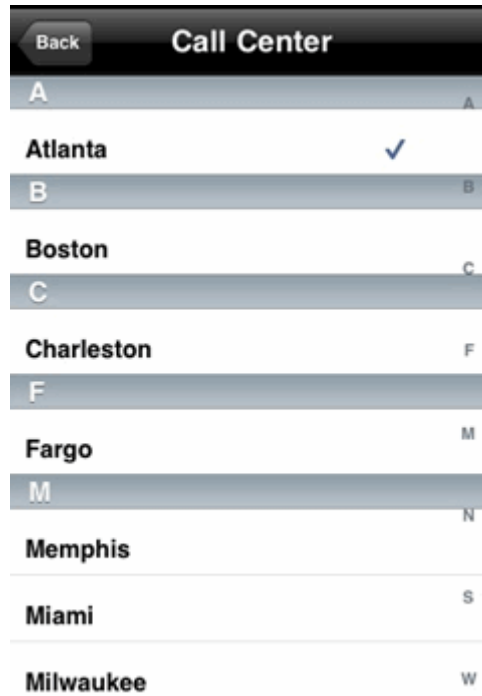 Back Call Center
A
Atlanta
B
Boston
C
Charleston
F
Fargo
M
Memphis
Miami
Milwaukee
A
B
C
F
M
N
S
W